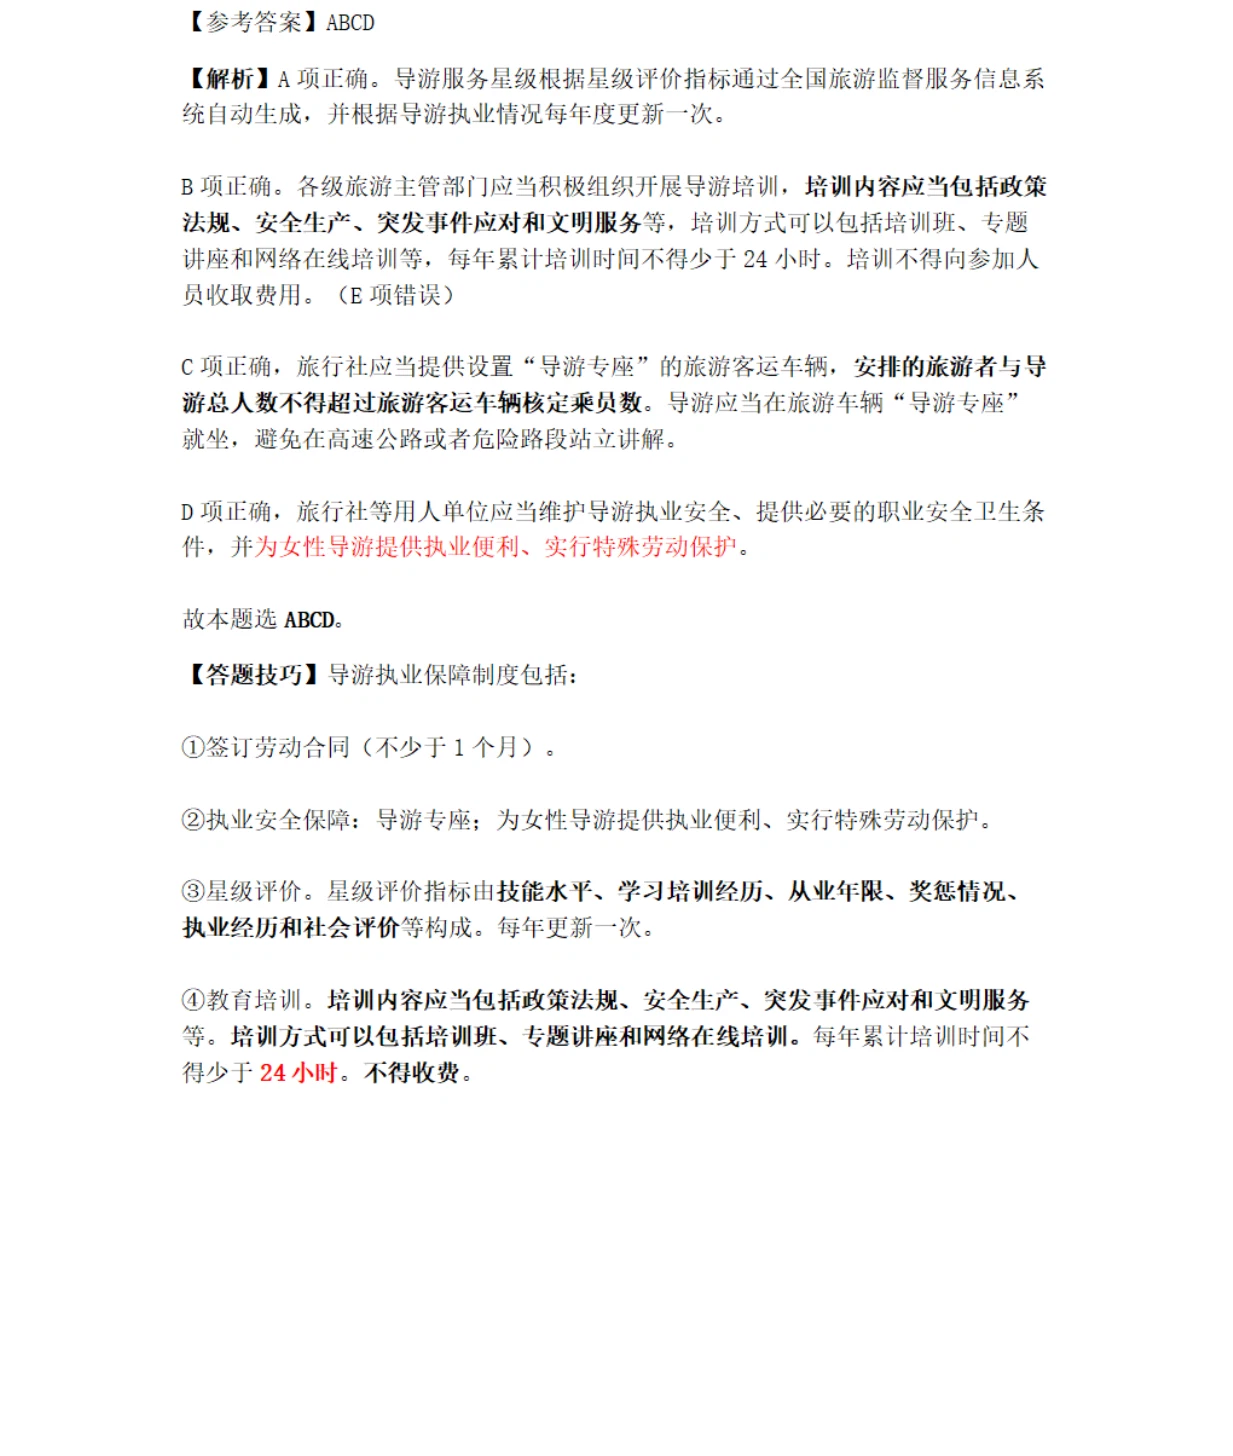 【参考答案】ABCD
【解析】A 项正确。导游服务星级根据星级评价指标通过全国旅游监督服务信息系
统自动生成，并根据导游执业情况每年度更新一次。
B 项正确。各级旅游主管部门应当积极组织开展导游培训，培训内容应当包括政策
法规、安全生产、突发事件应对和文明服务等，培训方式可以包括培训班、专题
讲座和网络在线培训等，每年累计培训时间不得少于 24 小时。培训不得向参加人
员收取费用。（E 项错误）
C 项正确，旅行社应当提供设置“导游专座”的旅游客运车辆，安排的旅游者与导
游总人数不得超过旅游客运车辆核定乘员数。导游应当在旅游车辆“导游专座”
就坐，避免在高速公路或者危险路段站立讲解。
D 项正确，旅行社等用人单位应当维护导游执业安全、提供必要的职业安全卫生条
件，并为女性导游提供执业便利、实行特殊劳动保护。
故本题选 ABCD。
【答题技巧】导游执业保障制度包括：
①签订劳动合同（不少于 1 个月）。
②执业安全保障：导游专座；为女性导游提供执业便利、实行特殊劳动保护。
③星级评价。星级评价指标由技能水平、学习培训经历、从业年限、奖惩情况、
执业经历和社会评价等构成。每年更新一次。
④教育培训。培训内容应当包括政策法规、安全生产、突发事件应对和文明服务
等。培训方式可以包括培训班、专题讲座和网络在线培训。每年累计培训时间不
得少于 24 小时。不得收费。